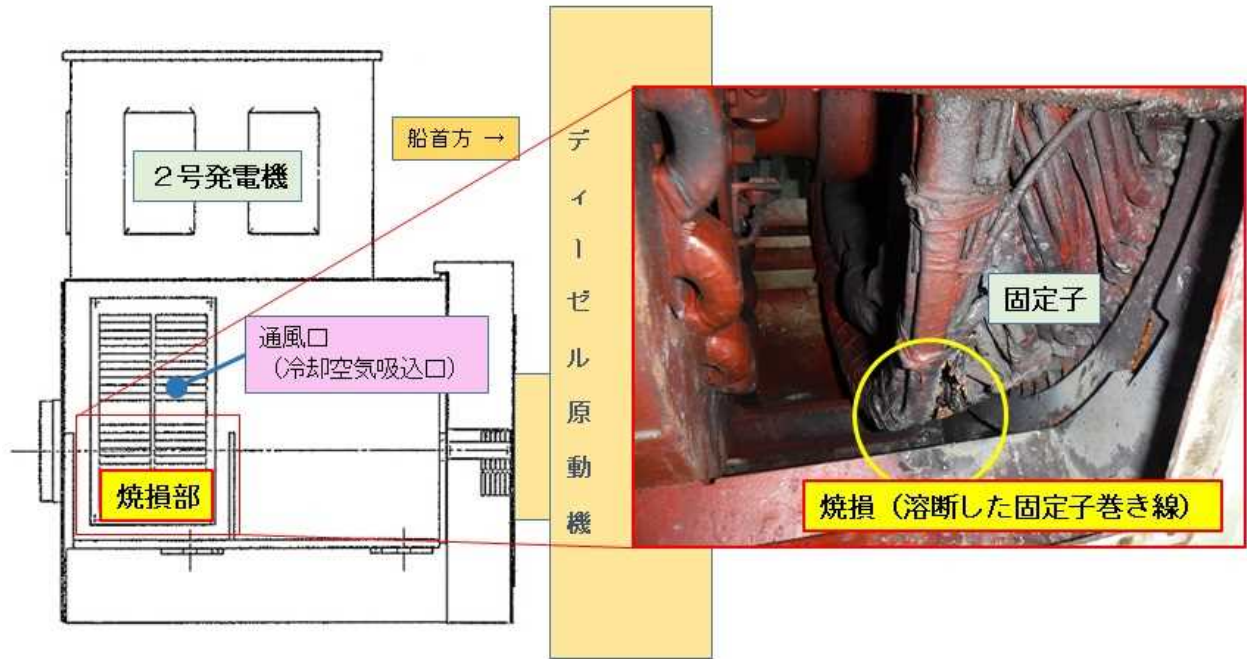 2号発電機
船首方 →
通風口
（冷却空気吸込口）
焼損部
ディーゼル原動機
固定子
焼損（溶断した固定子巻き線）